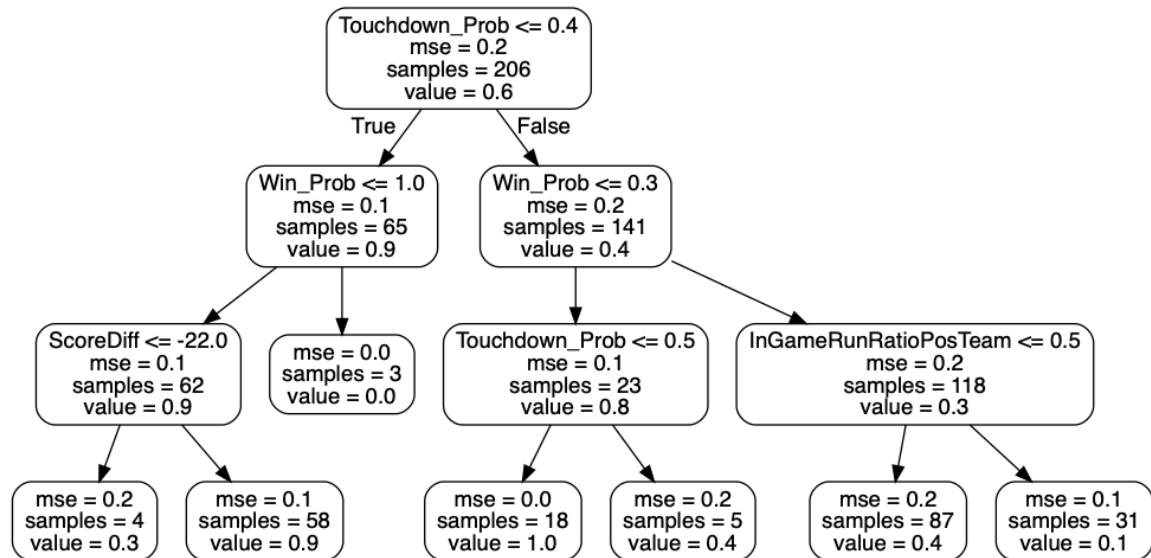 Touchdown_Prob <= 0.4
mse = 0.2
samples = 206
value = 0.6
True
False
Win_Prob <= 1.0
mse = 0.1
samples = 65
value = 0.9
Win_Prob <= 0.3
mse = 0.2
samples = 141
value = 0.4
ScoreDiff <= -22.0
mse = 0.1
samples = 62
value = 0.9
mse = 0.0
samples = 3
value = 0.0
Touchdown_Prob <= 0.5
mse = 0.1
samples = 23
value = 0.8
InGameRunRatioPosTeam <= 0.5
mse = 0.2
samples = 118
value = 0.3
mse = 0.2
samples = 4
value = 0.3
mse = 0.1
samples = 58
value = 0.9
mse = 0.0
samples = 18
value = 1.0
mse = 0.2
samples = 5
value = 0.4
mse = 0.2
samples = 87
value = 0.4
mse = 0.1
samples = 31
value = 0.1